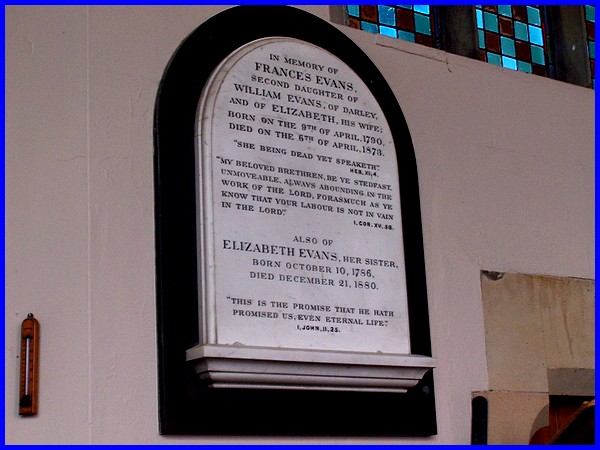 IN MEMORY OF
FRANCES EVANS,
SECOND DAUGHTER OF
WILLIAM EVANS, OF DARLEY,
AND OF ELIZABETH, HIS WIFE;
BORN ON THE 9TH OF APRIL, 1790,
DIED ON THE 6TH OF APRIL, 1873.
"SHE BEING DEAD YET SPEAKETH."
HEB. XI, 4.
"MY BELOVED BRETHREN, BE YE STEDFAST,
UNMOVEABLE, ALWAYS ABOUNDING IN THE
WORK OF THE LORD, FORASMUCH AS YE
KNOW THAT YOUR LABOUR IS NOT IN VAIN
IN THE LORD."
I, COR. XV, 58.
ALSO OF
ELIZABETH EVANS, HER SISTER,
BORN OCTOBER 10, 1786,
DIED DECEMBER 21, 1880.
"THIS IS THE PROMISE THAT HE HATH
PROMISED US, EVEN ETERNAL LIFE."
I, JOHN, II, 25.